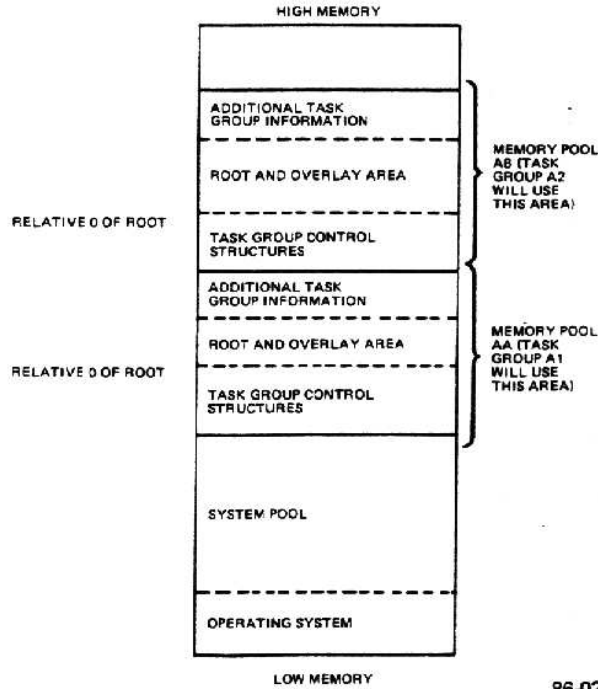 HIGH MEMORY
ADDITIONAL TASK
GROUP INFORMATION
ROOT AND OVERLAY AREA
MEMORY POOL
AB (TASK
GROUP A2
WILL USE
THIS AREA)
RELATIVE 0 OF ROOT
TASK GROUP CONTROL
STRUCTURES
ADDITIONAL TASK
GROUP INFORMATION
ROOT AND OVERLAY AREA
MEMORY POOL
AA (TASK
GROUP A1
WILL USE
THIS AREA)
RELATIVE 0 OF ROOT
TASK GROUP CONTROL
STRUCTURES
SYSTEM POOL
OPERATING SYSTEM
LOW MEMORY